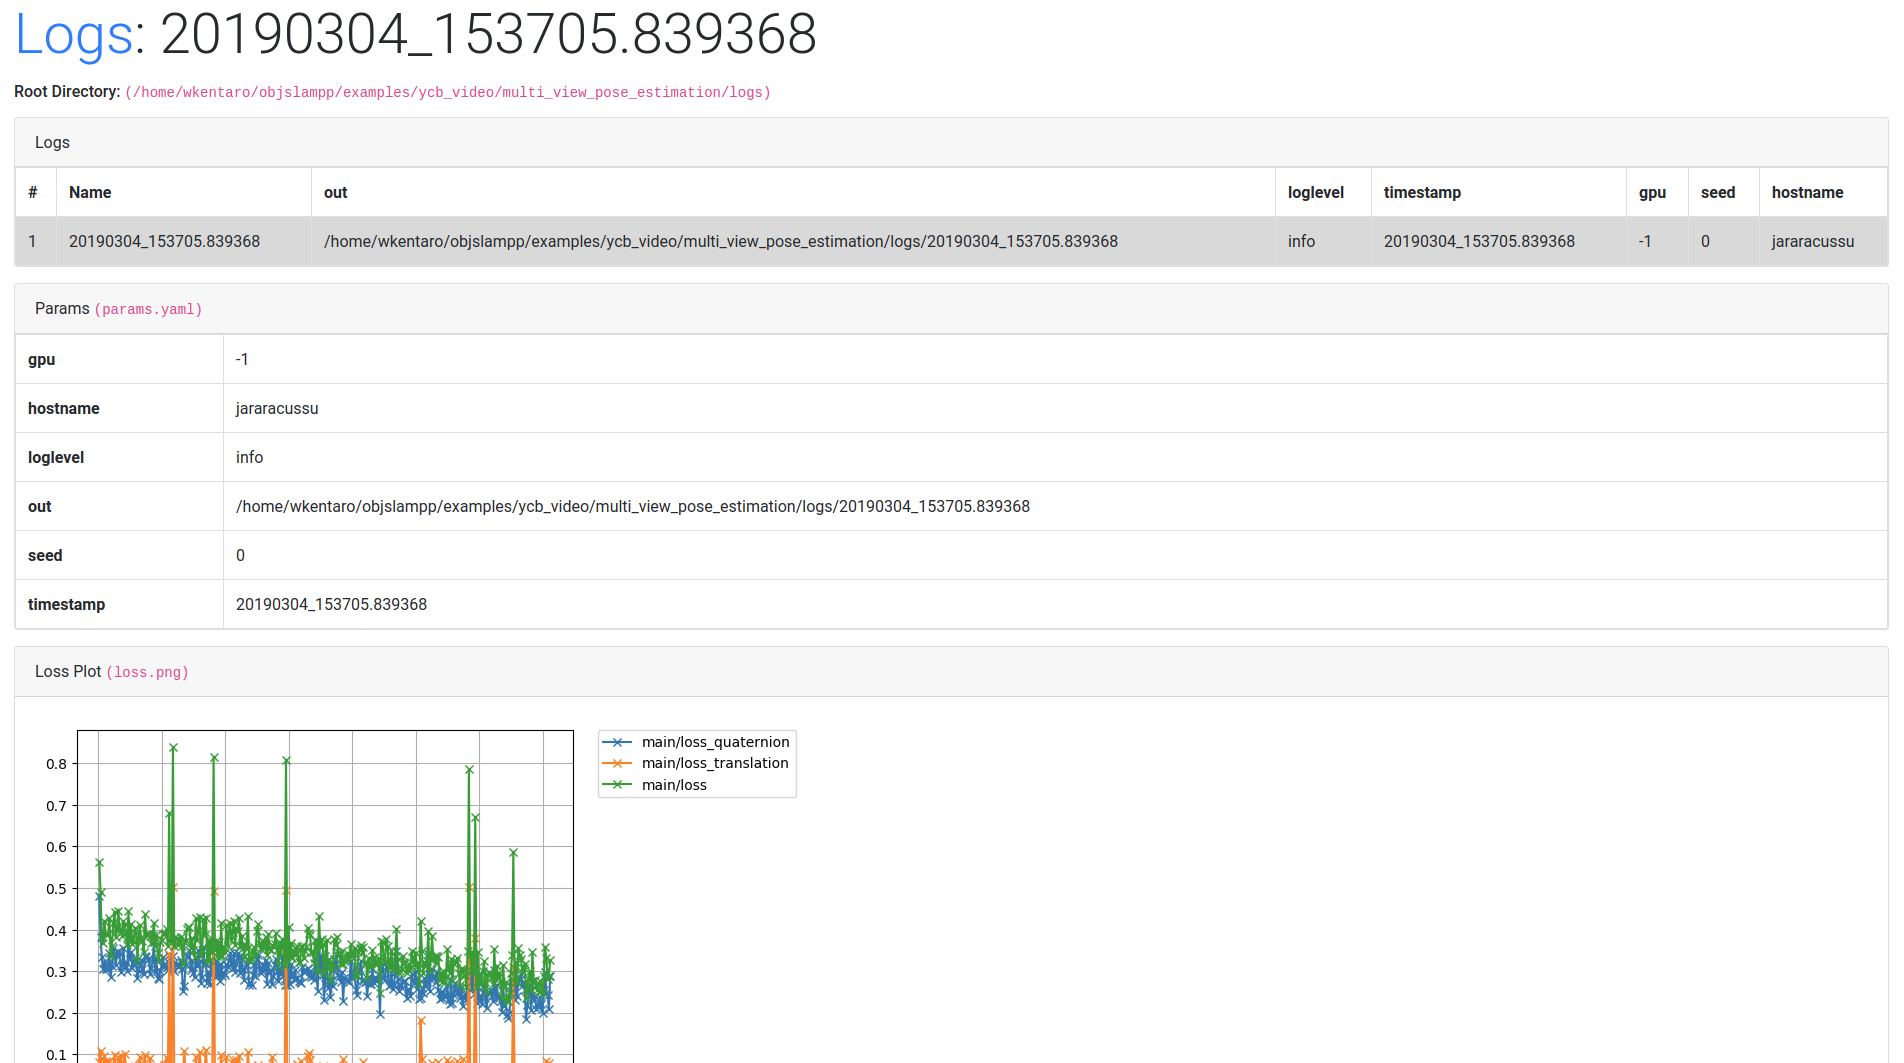 Logs: 20190304_153705.839368
Root Directory: (/home/wkentaro/objslampp/examples/ycb_video/multi_view_pose_estimation/logs)
Logs
# Name out loglevel timestamp gpu seed hostname
1 20190304_153705.839368 /home/wkentaro/objslampp/examples/ycb_video/multi_view_pose_estimation/logs/20190304_153705.839368 info 20190304_153705.839368 -1 0 jararacussu
Params (params.yaml)
gpu -1
hostname jararacussu
loglevel info
out /home/wkentaro/objslampp/examples/ycb_video/multi_view_pose_estimation/logs/20190304_153705.839368
seed 0
timestamp 20190304_153705.839368
Loss Plot (loss.png)
main/loss_quaternion
main/loss_translation
main/loss
0.8
0.7
0.6
0.5
0.4
0.3
0.2
0.1